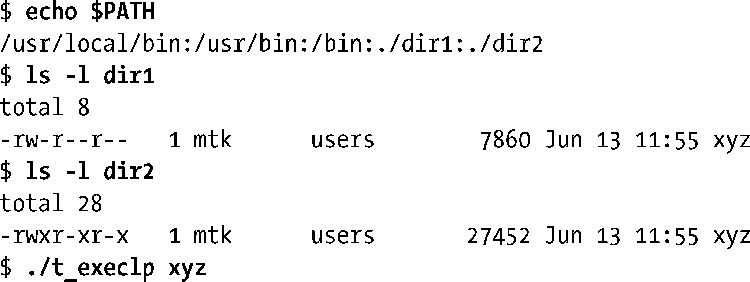 $ echo $PATH
/usr/local/bin:/usr/bin:/bin:./dir1:./dir2
$ ls -l dir1
total 8
-rw-r--r--   1 mtk      users        7860 Jun 13 11:55 xyz
$ ls -l dir2
total 28
-rwxr-xr-x   1 mtk      users       27452 Jun 13 11:55 xyz
$ ./t_execlp xyz